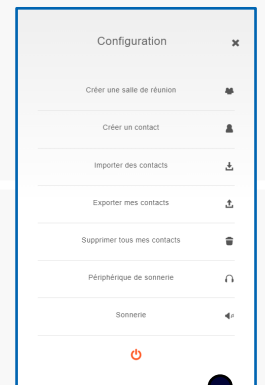 Configuration
Créer une salle de réunion
Créer un contact
Importer des contacts
Exporter mes contacts
Supprimer tous mes contacts
Périphérique de sonnerie
Sonnerie